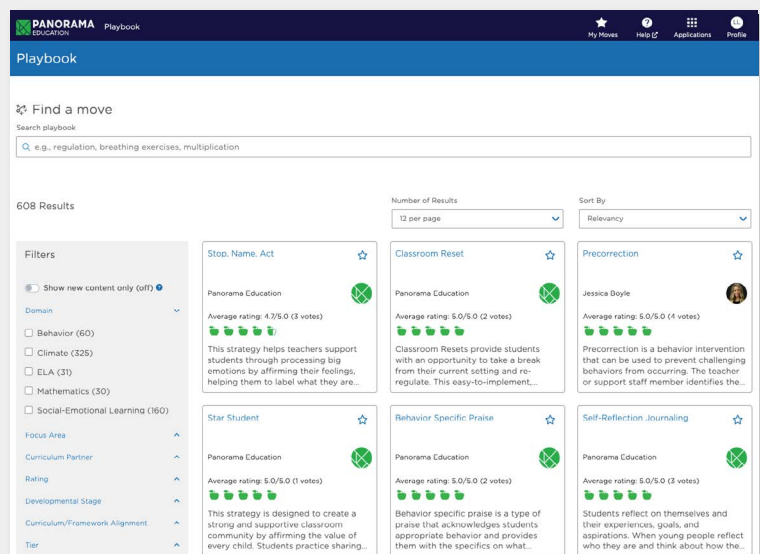 PANORAMA
EDUCATION
Playbook
My Moves
Help
Applications
LL
Profile
Playbook
Find a move
Search playbook
e.g., regulation, breathing exercises, multiplication
608 Results
Number of Results
12 per page
Sort By
Relevancy
Filters
Show new content only (off)
Domain
Behavior (60)
Climate (325)
ELA (31)
Mathematics (30)
Social-Emotional Learning (160)
Focus Area
Curriculum Partner
Rating
Developmental Stage
Curriculum/Framework Alignment
Tier
Stop. Name. Act
Panorama Education
Average rating: 4.7/5.0 (3 votes)
This strategy helps teachers support
students through processing big
emotions by affirming their feelings,
helping them to label what they are...
Classroom Reset
Panorama Education
Average rating: 5.0/5.0 (2 votes)
Classroom Resets provide students
with an opportunity to take a break
from their current setting and re-
regulate. This easy-to-implement,...
Precorrection
Jessica Boyle
Average rating: 5.0/5.0 (4 votes)
Precorrection is a behavior intervention
that can be used to prevent challenging
behaviors from occurring. The teacher
or support staff member identifies the...
Star Student
Panorama Education
Average rating: 5.0/5.0 (1 votes)
This strategy is designed to create a
strong and supportive classroom
community by affirming the value of
every child. Students practice sharing...
Behavior Specific Praise
Panorama Education
Average rating: 5.0/5.0 (2 votes)
Behavior specific praise is a type of
praise that acknowledges students
appropriate behavior and provides
them with the specifics on what...
Self-Reflection Journaling
Panorama Education
Average rating: 5.0/5.0 (3 votes)
Students reflect on themselves and
their experiences, goals, and
aspirations. When young people reflect
who they are and think about how the...